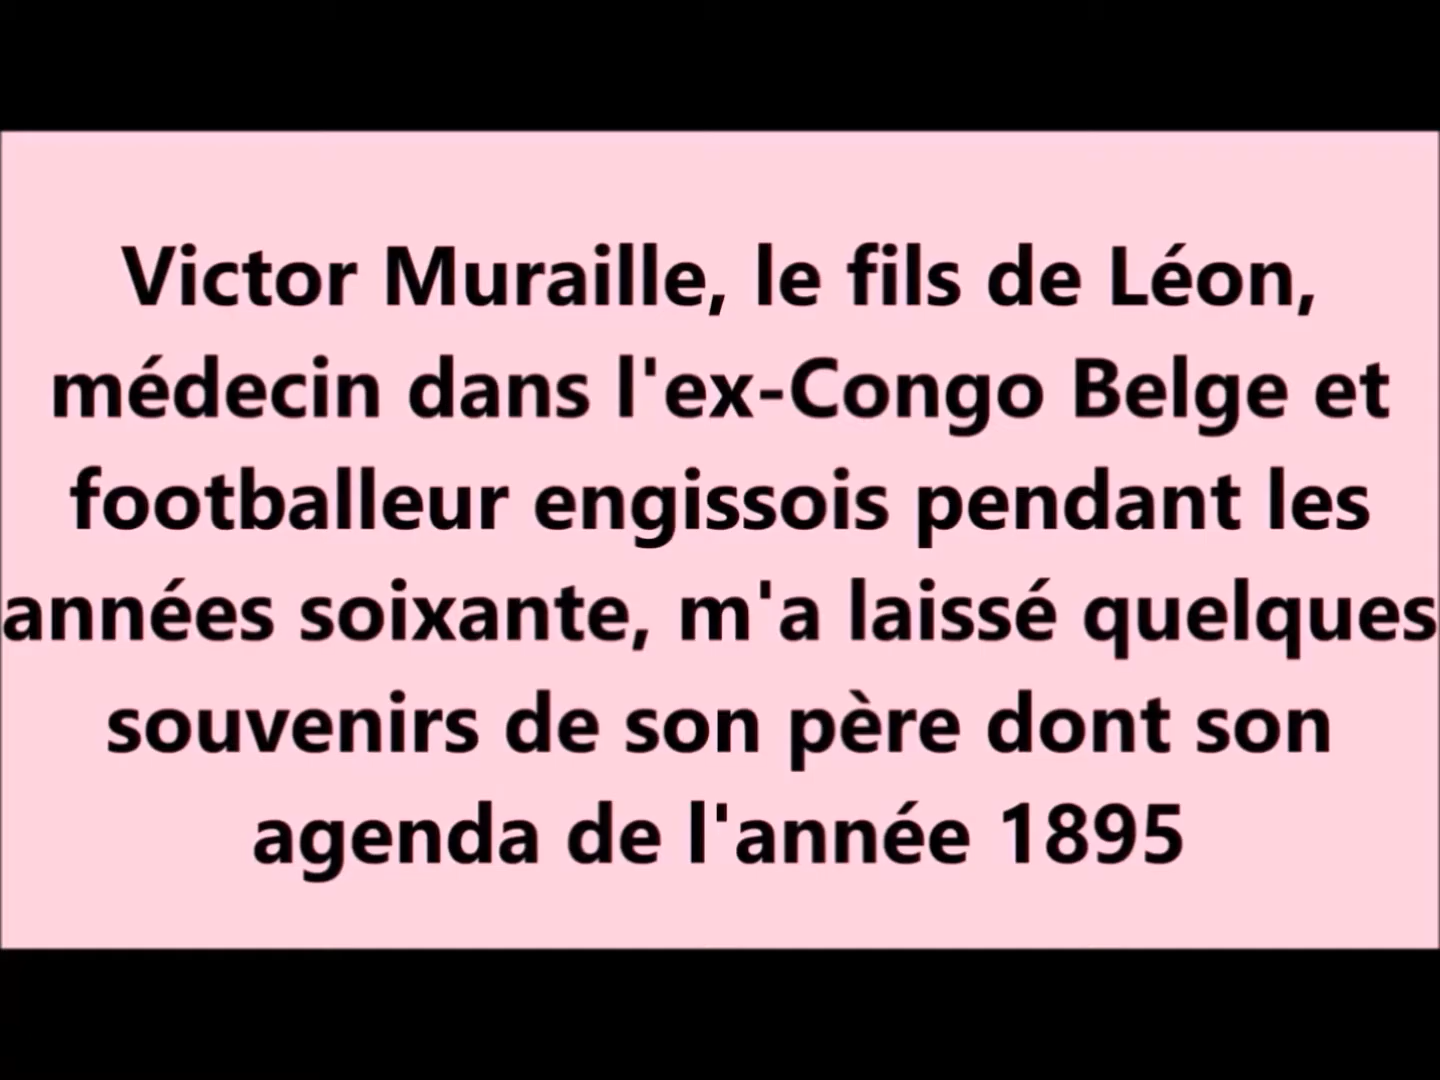 Victor Muraille, le fils de Léon,
médecin dans l'ex-Congo Belge et
footballeur engissois pendant les
années soixante, m'a laissé quelques
souvenirs de son père dont son
agenda de l'année 1895